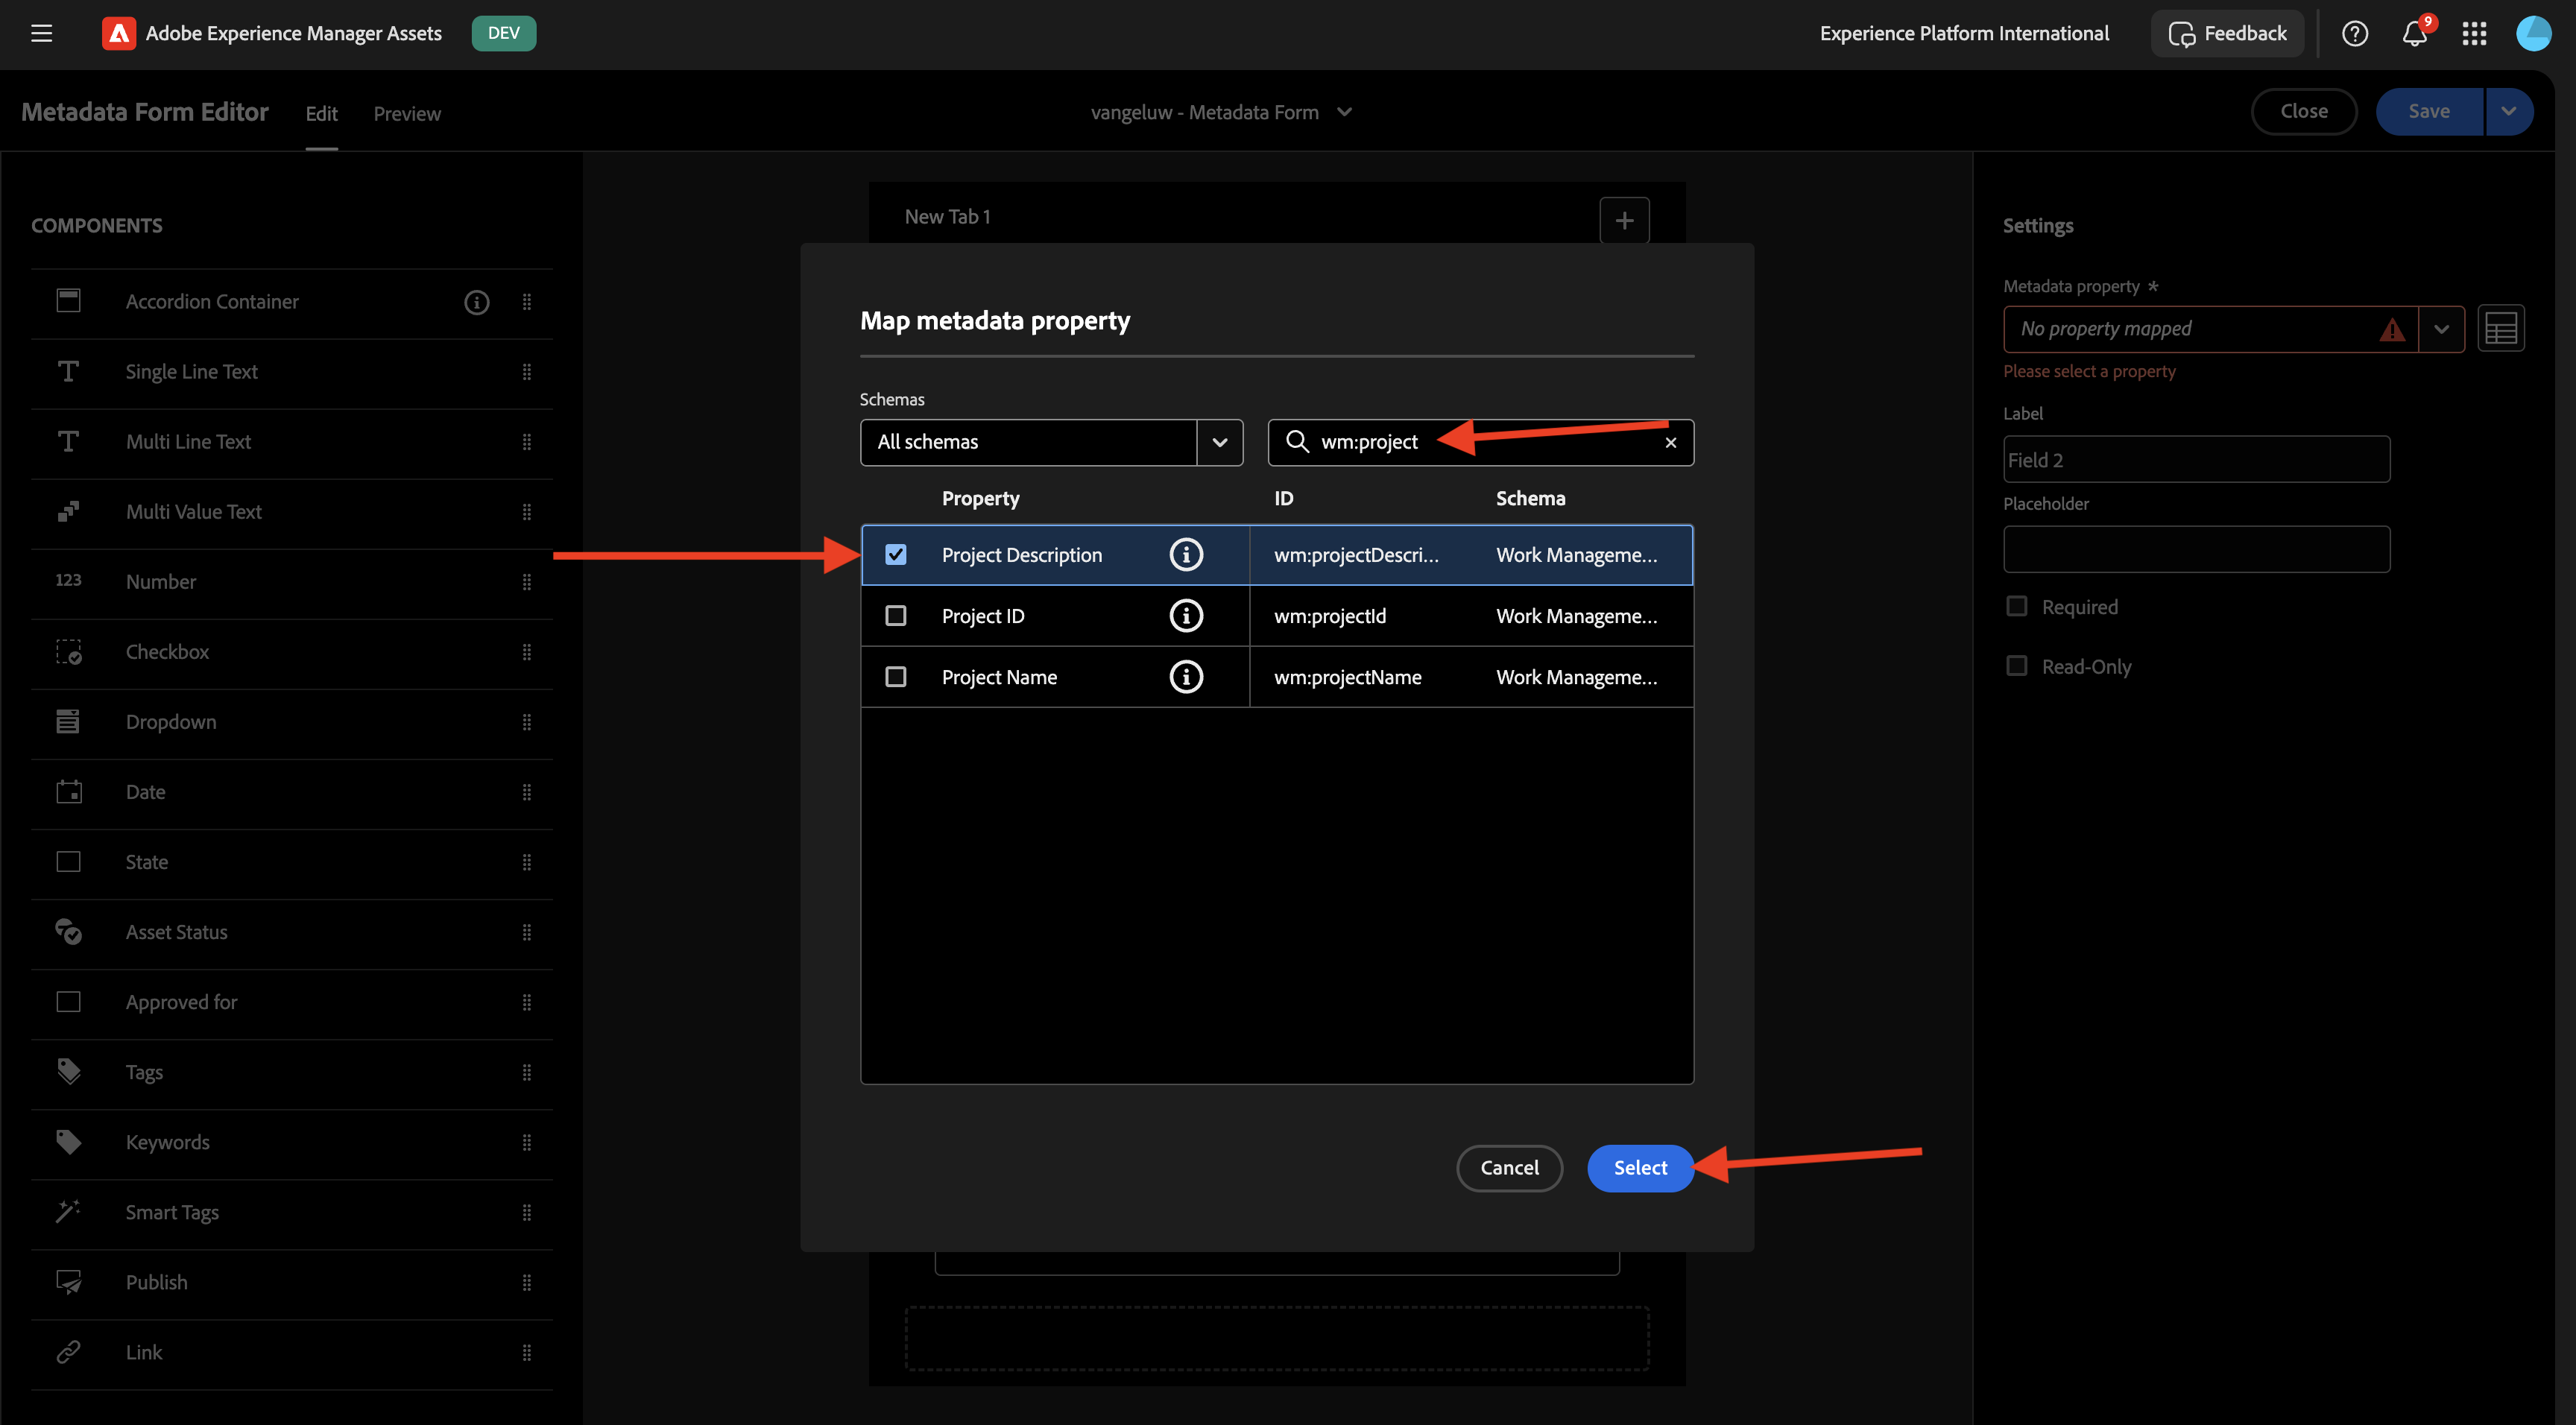 Adobe Experience Manager Assets
DEV
Experience Platform International
Feedback
9
Metadata Form Editor
Edit
Preview
vangeluw - Metadata Form
Close
Save
COMPONENTS
Accordion Container
Single Line Text
Multi Line Text
Multi Value Text
123 Number
Checkbox
Dropdown
Date
State
Asset Status
Approved for
Tags
Keywords
Smart Tags
Publish
Link
New Tab 1
Map metadata property
Schemas
All schemas
wm:project
Property ID Schema
Project Description wm:projectDescri... Work Manageme...
Project ID wm:projectId Work Manageme...
Project Name wm:projectName Work Manageme...
Cancel
Select
Settings
Metadata property *
No property mapped
Please select a property
Label
Field 2
Placeholder
Required
Read-Only